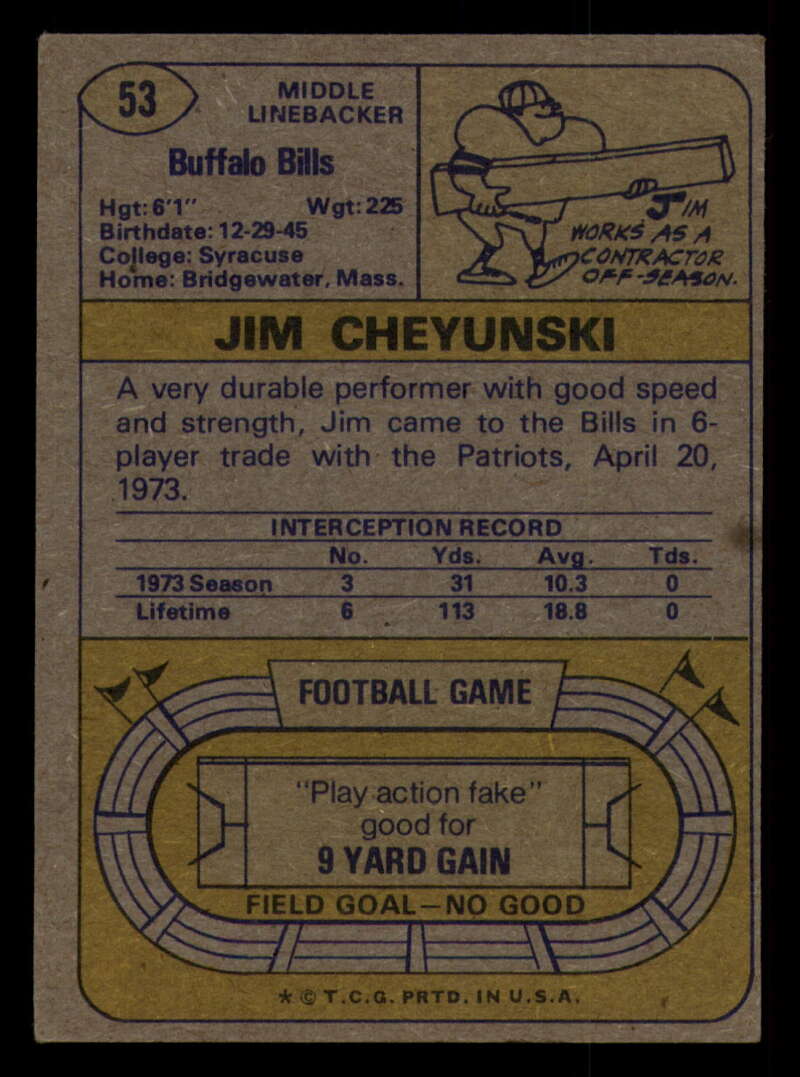 53
MIDDLE
LINEBACKER
Buffalo Bills
Hgt: 6'1" Wgt: 225
Birthdate: 12-29-45
College: Syracuse
Home: Bridgewater, Mass.
JIM
WORKS AS A
CONTRACTOR
OFF-SEASON.
JIM CHEYUNSKI
A very durable performer with good speed
and strength, Jim came to the Bills in 6-
player trade with the Patriots, April 20,
1973.
INTERCEPTION RECORD
No. Yds. Avg. Tds.
1973 Season 3 31 10.3 0
Lifetime 6 113 18.8 0
FOOTBALL GAME
"Play action fake"
good for
9 YARD GAIN
FIELD GOAL—NO GOOD
* © T.C.G. PRTD. IN U.S.A.